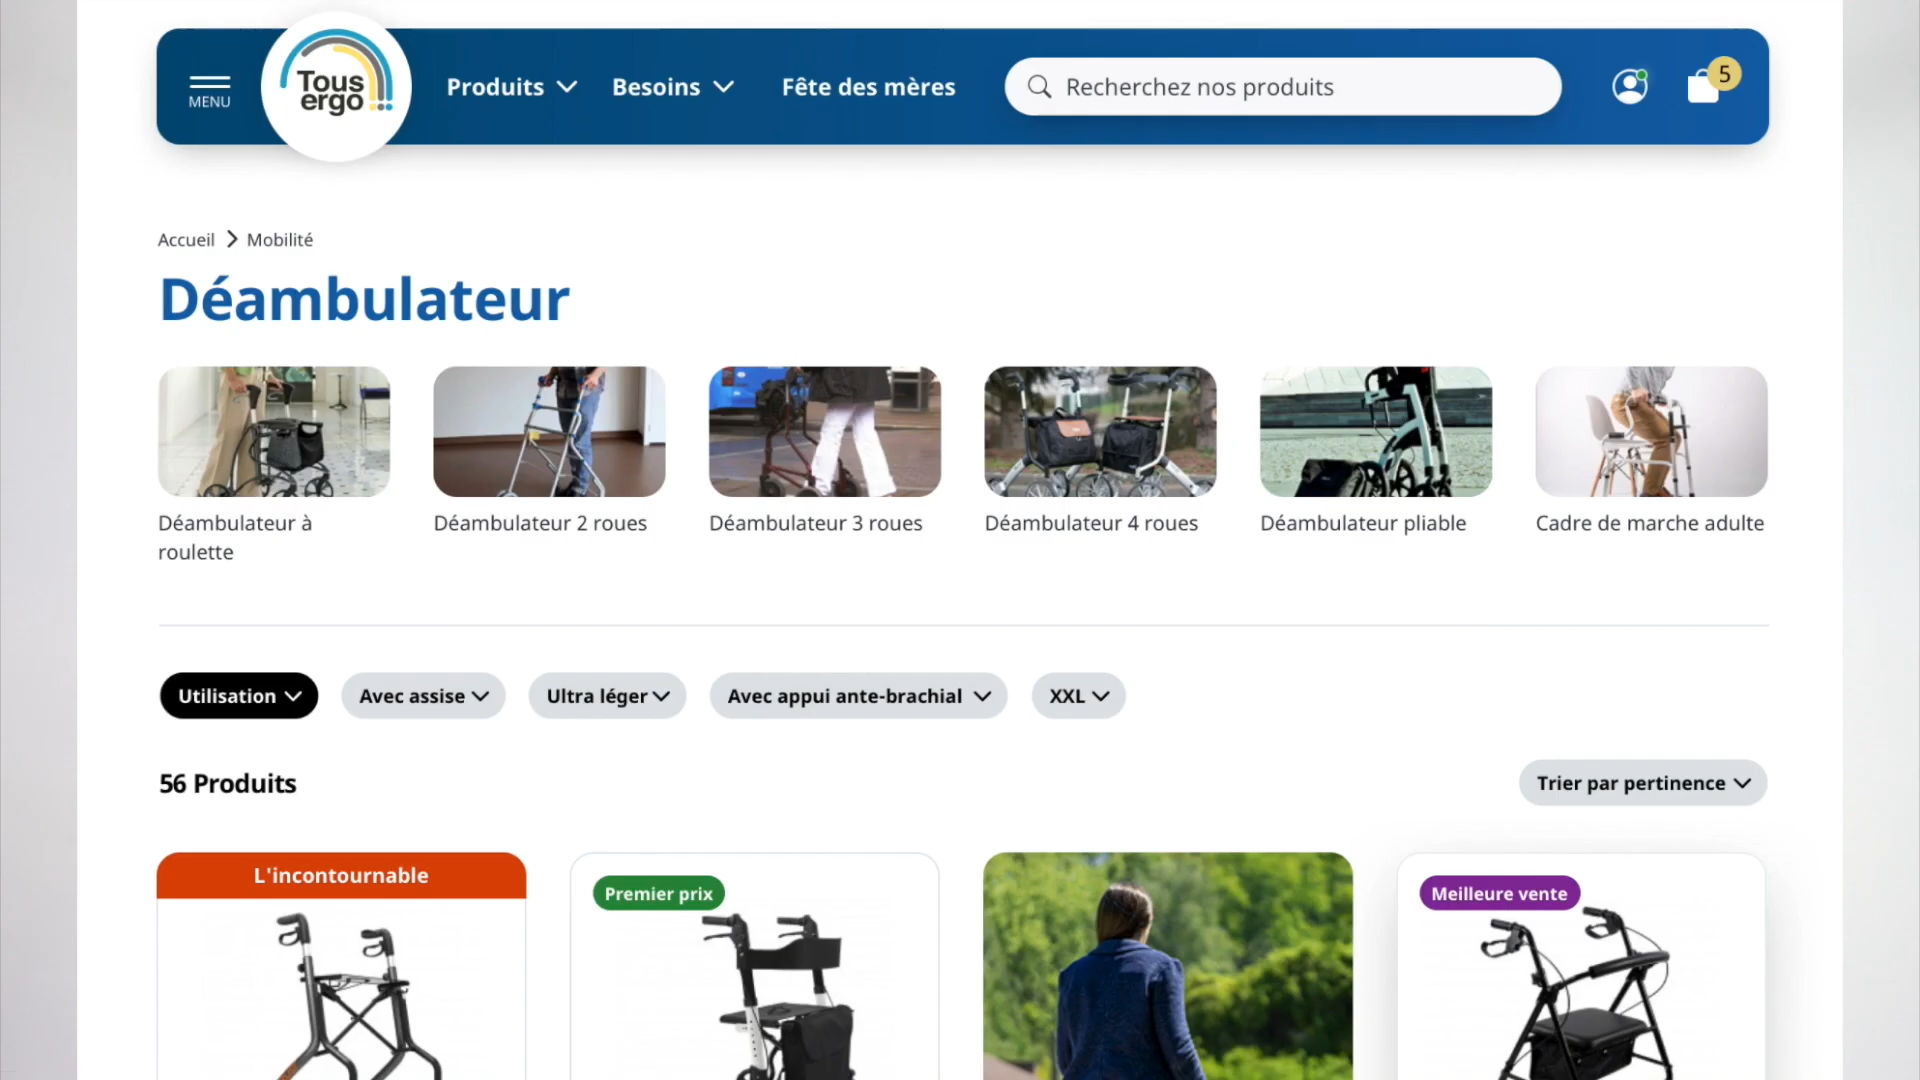 MENU
Tous
ergo
Produits
Besoins
Fête des mères
Recherchez nos produits
5
Accueil
Mobilité
Déambulateur
Déambulateur à
roulette
Déambulateur 2 roues
Déambulateur 3 roues
Déambulateur 4 roues
Déambulateur pliable
Cadre de marche adulte
Utilisation
Avec assise
Ultra léger
Avec appui ante-brachial
XXL
56 Produits
Trier par pertinence
L'incontournable
Premier prix
Meilleure vente